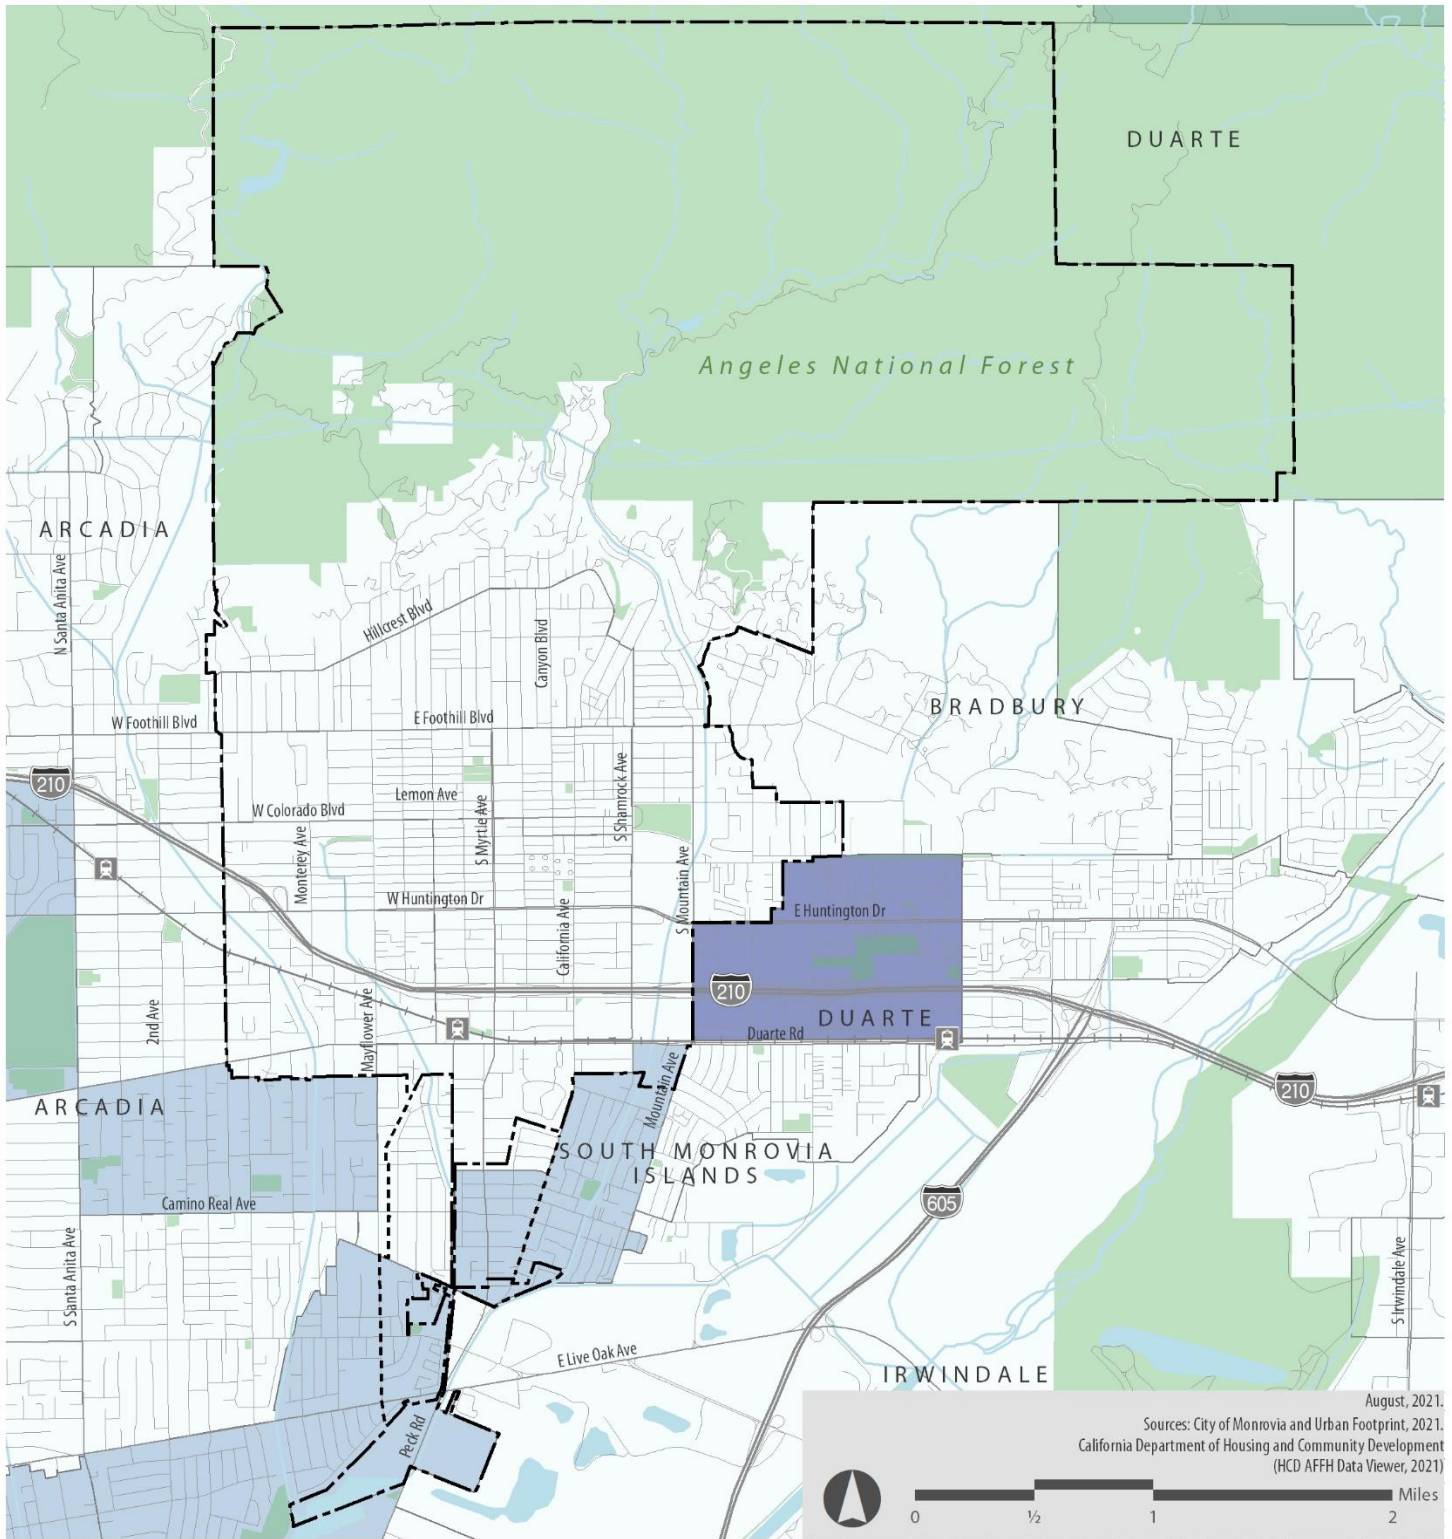 DUARTE
Angeles National Forest
ARCADIA
N Santa Anita Ave
Hillcrest Blvd
Canyon Blvd
BRADBURY
W Foothill Blvd
E Foothill Blvd
210
Lemon Ave
W Colorado Blvd
Monterey Ave
S Myrtle Ave
S Shamrock Ave
S Mountain Ave
W Huntington Dr
E Huntington Dr
California Ave
210
2nd Ave
Mayflower Ave
DUARTE
Duarte Rd
Mountain Ave
210
ARCADIA
SOUTH MONROVIA
ISLANDS
Camino Real Ave
605
S Santa Anita Ave
S Irwindale Ave
E Live Oak Ave
IRWINDALE
Peck Rd
August, 2021.
Sources: City of Monrovia and Urban Footprint, 2021.
California Department of Housing and Community Development
(HCD AFFH Data Viewer, 2021)
Miles
0 ½ 1 2